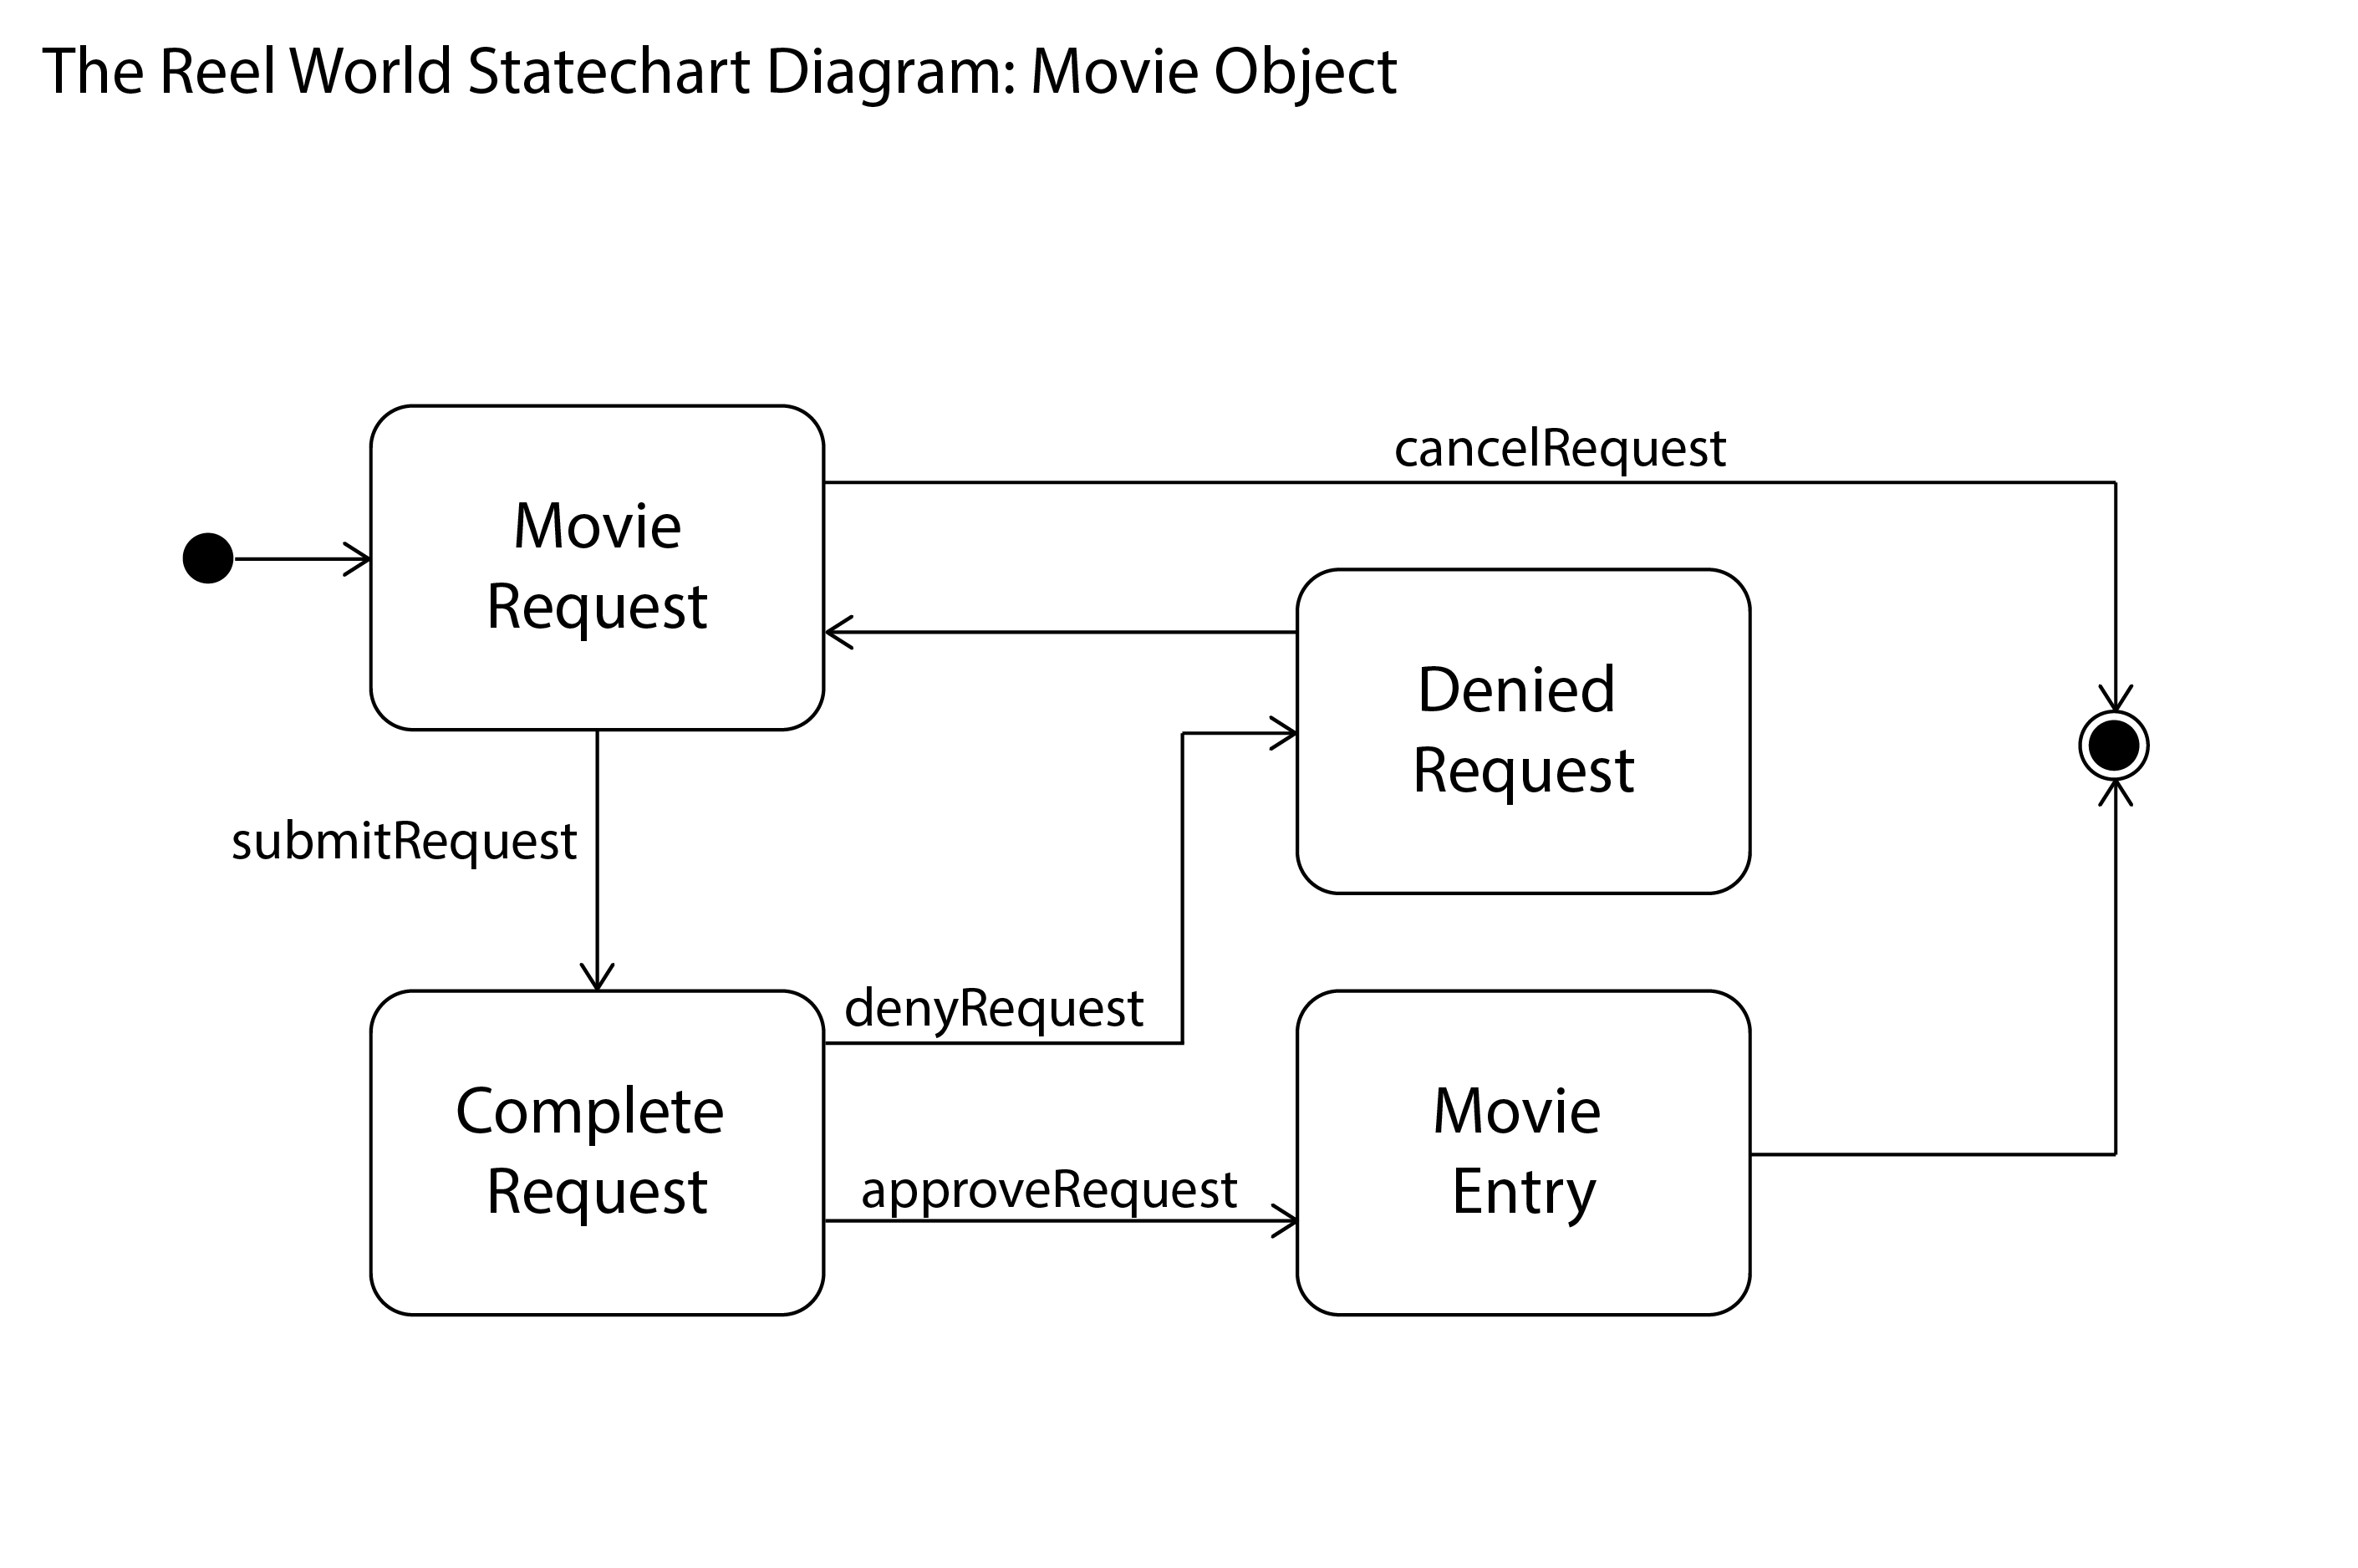 The Reel World Statechart Diagram: Movie Object
cancelRequest
Movie
Request
Denied
Request
submitRequest
denyRequest
Complete
Request
approveRequest
Movie
Entry